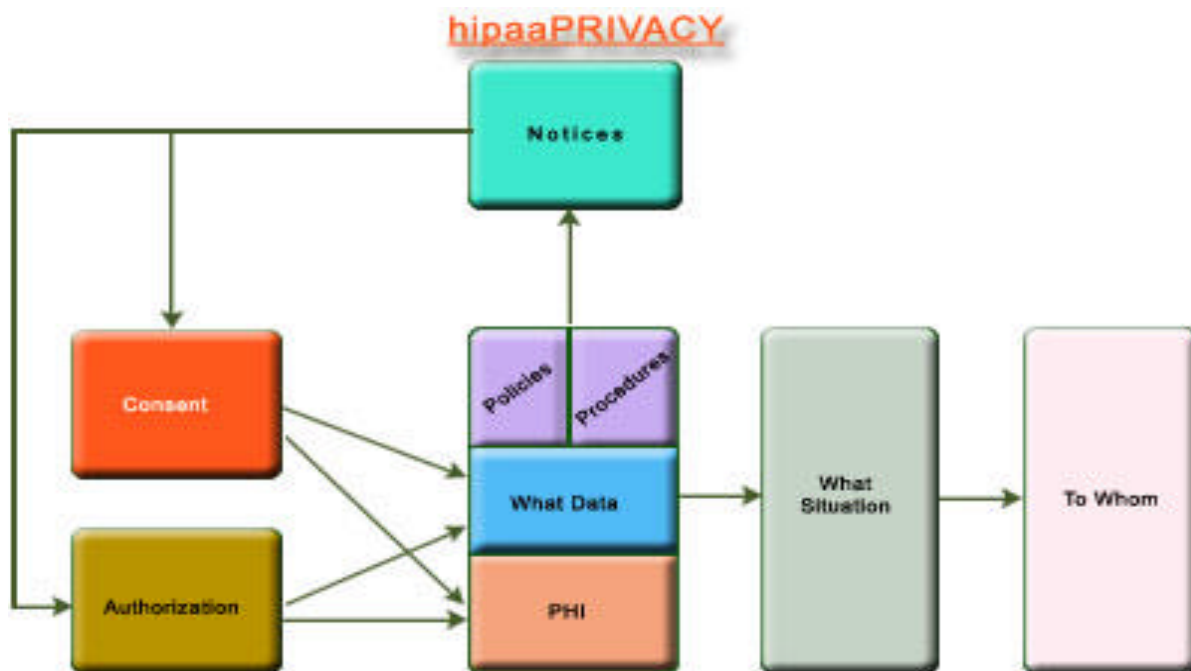 hipaaPRIVACY
Notices
Consent
Policies
Procedures
What Data
What
Situation
To Whom
Authorization
PHI